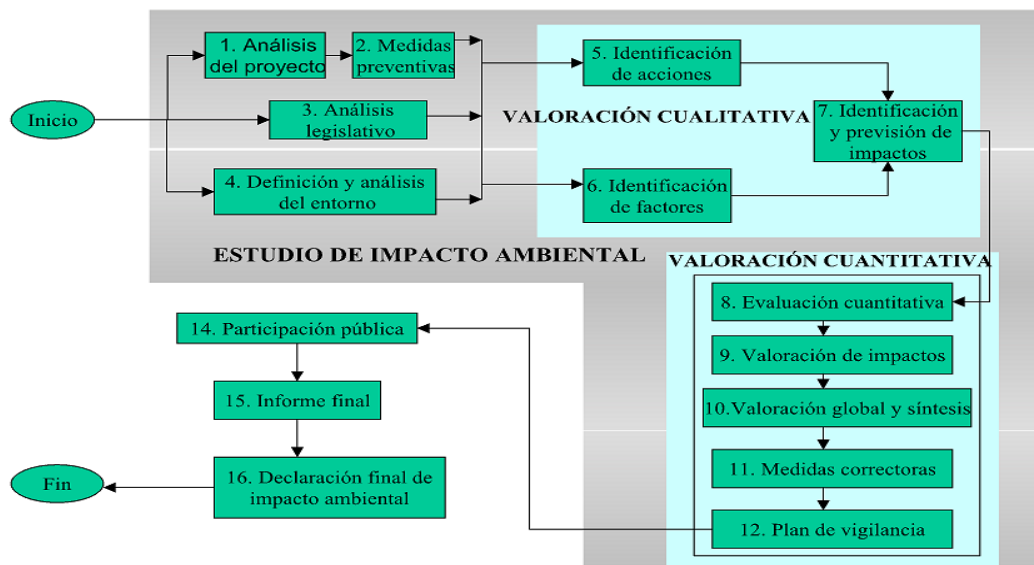 1. Análisis
del proyecto
2. Medidas
preventivas
Inicio
3. Análisis
legislativo
4. Definición y análisis
del entorno
5. Identificación
de acciones
VALORACIÓN CUALITATIVA
7. Identificación
y previsión de
impactos
6. Identificación
de factores
ESTUDIO DE IMPACTO AMBIENTAL
VALORACIÓN CUANTITATIVA
8. Evaluación cuantitativa
9. Valoración de impactos
10.Valoración global y síntesis
11. Medidas correctoras
12. Plan de vigilancia
14. Participación pública
15. Informe final
16. Declaración final de
impacto ambiental
Fin